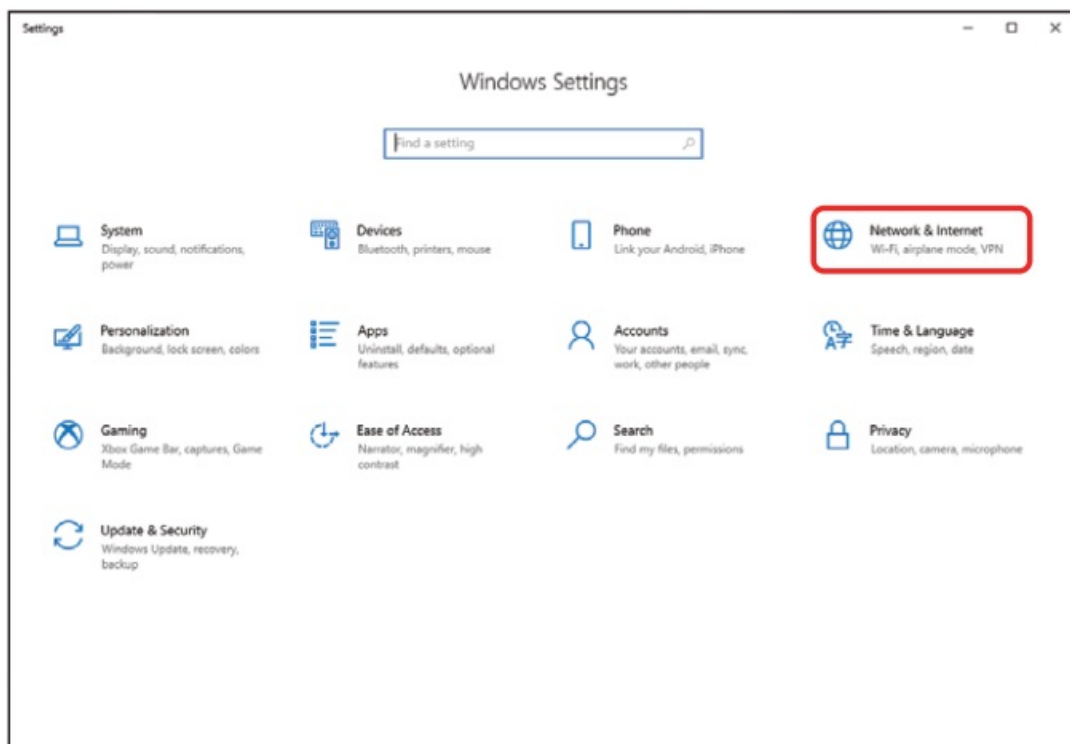 Settings
Windows Settings
Find a setting
System
Display, sound, notifications,
power
Devices
Bluetooth, printers, mouse
Phone
Link your Android, iPhone
Network & Internet
Wi-Fi, airplane mode, VPN
Personalization
Background, lock screen, colors
Apps
Uninstall, defaults, optional
features
Accounts
Your accounts, email, sync,
work, other people
Time & Language
Speech, region, date
Gaming
Xbox Game Bar, captures, Game
Mode
Ease of Access
Narrator, magnifier, high
contrast
Search
Find my files, permissions
Privacy
Location, camera, microphone
Update & Security
Windows Update, recovery,
backup